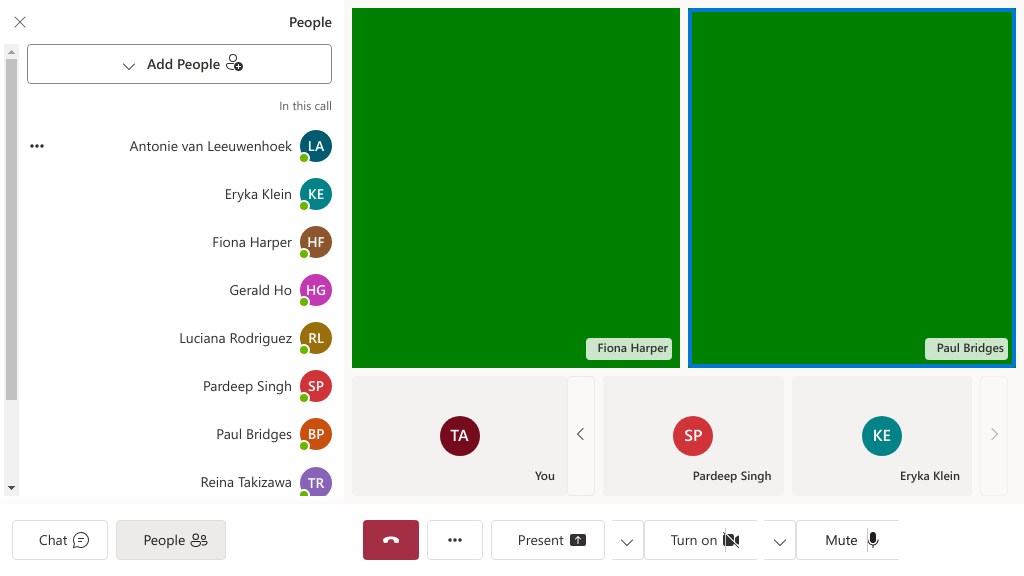 People
Add People
In this call
Antonie van Leeuwenhoek LA
Eryka Klein KE
Fiona Harper HF
Gerald Ho HG
Luciana Rodriguez RL
Pardeep Singh SP
Paul Bridges BP
Reina Takizawa TR
Fiona Harper
Paul Bridges
TA
You
SP
Pardeep Singh
KE
Eryka Klein
Chat
People
Present
Turn on
Mute